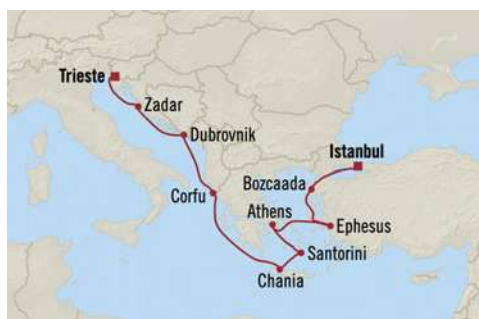 Trieste
Zadar
Dubrovnik
Istanbul
Bozcaada
Corfu
Athens
Ephesus
Santorini
Chania